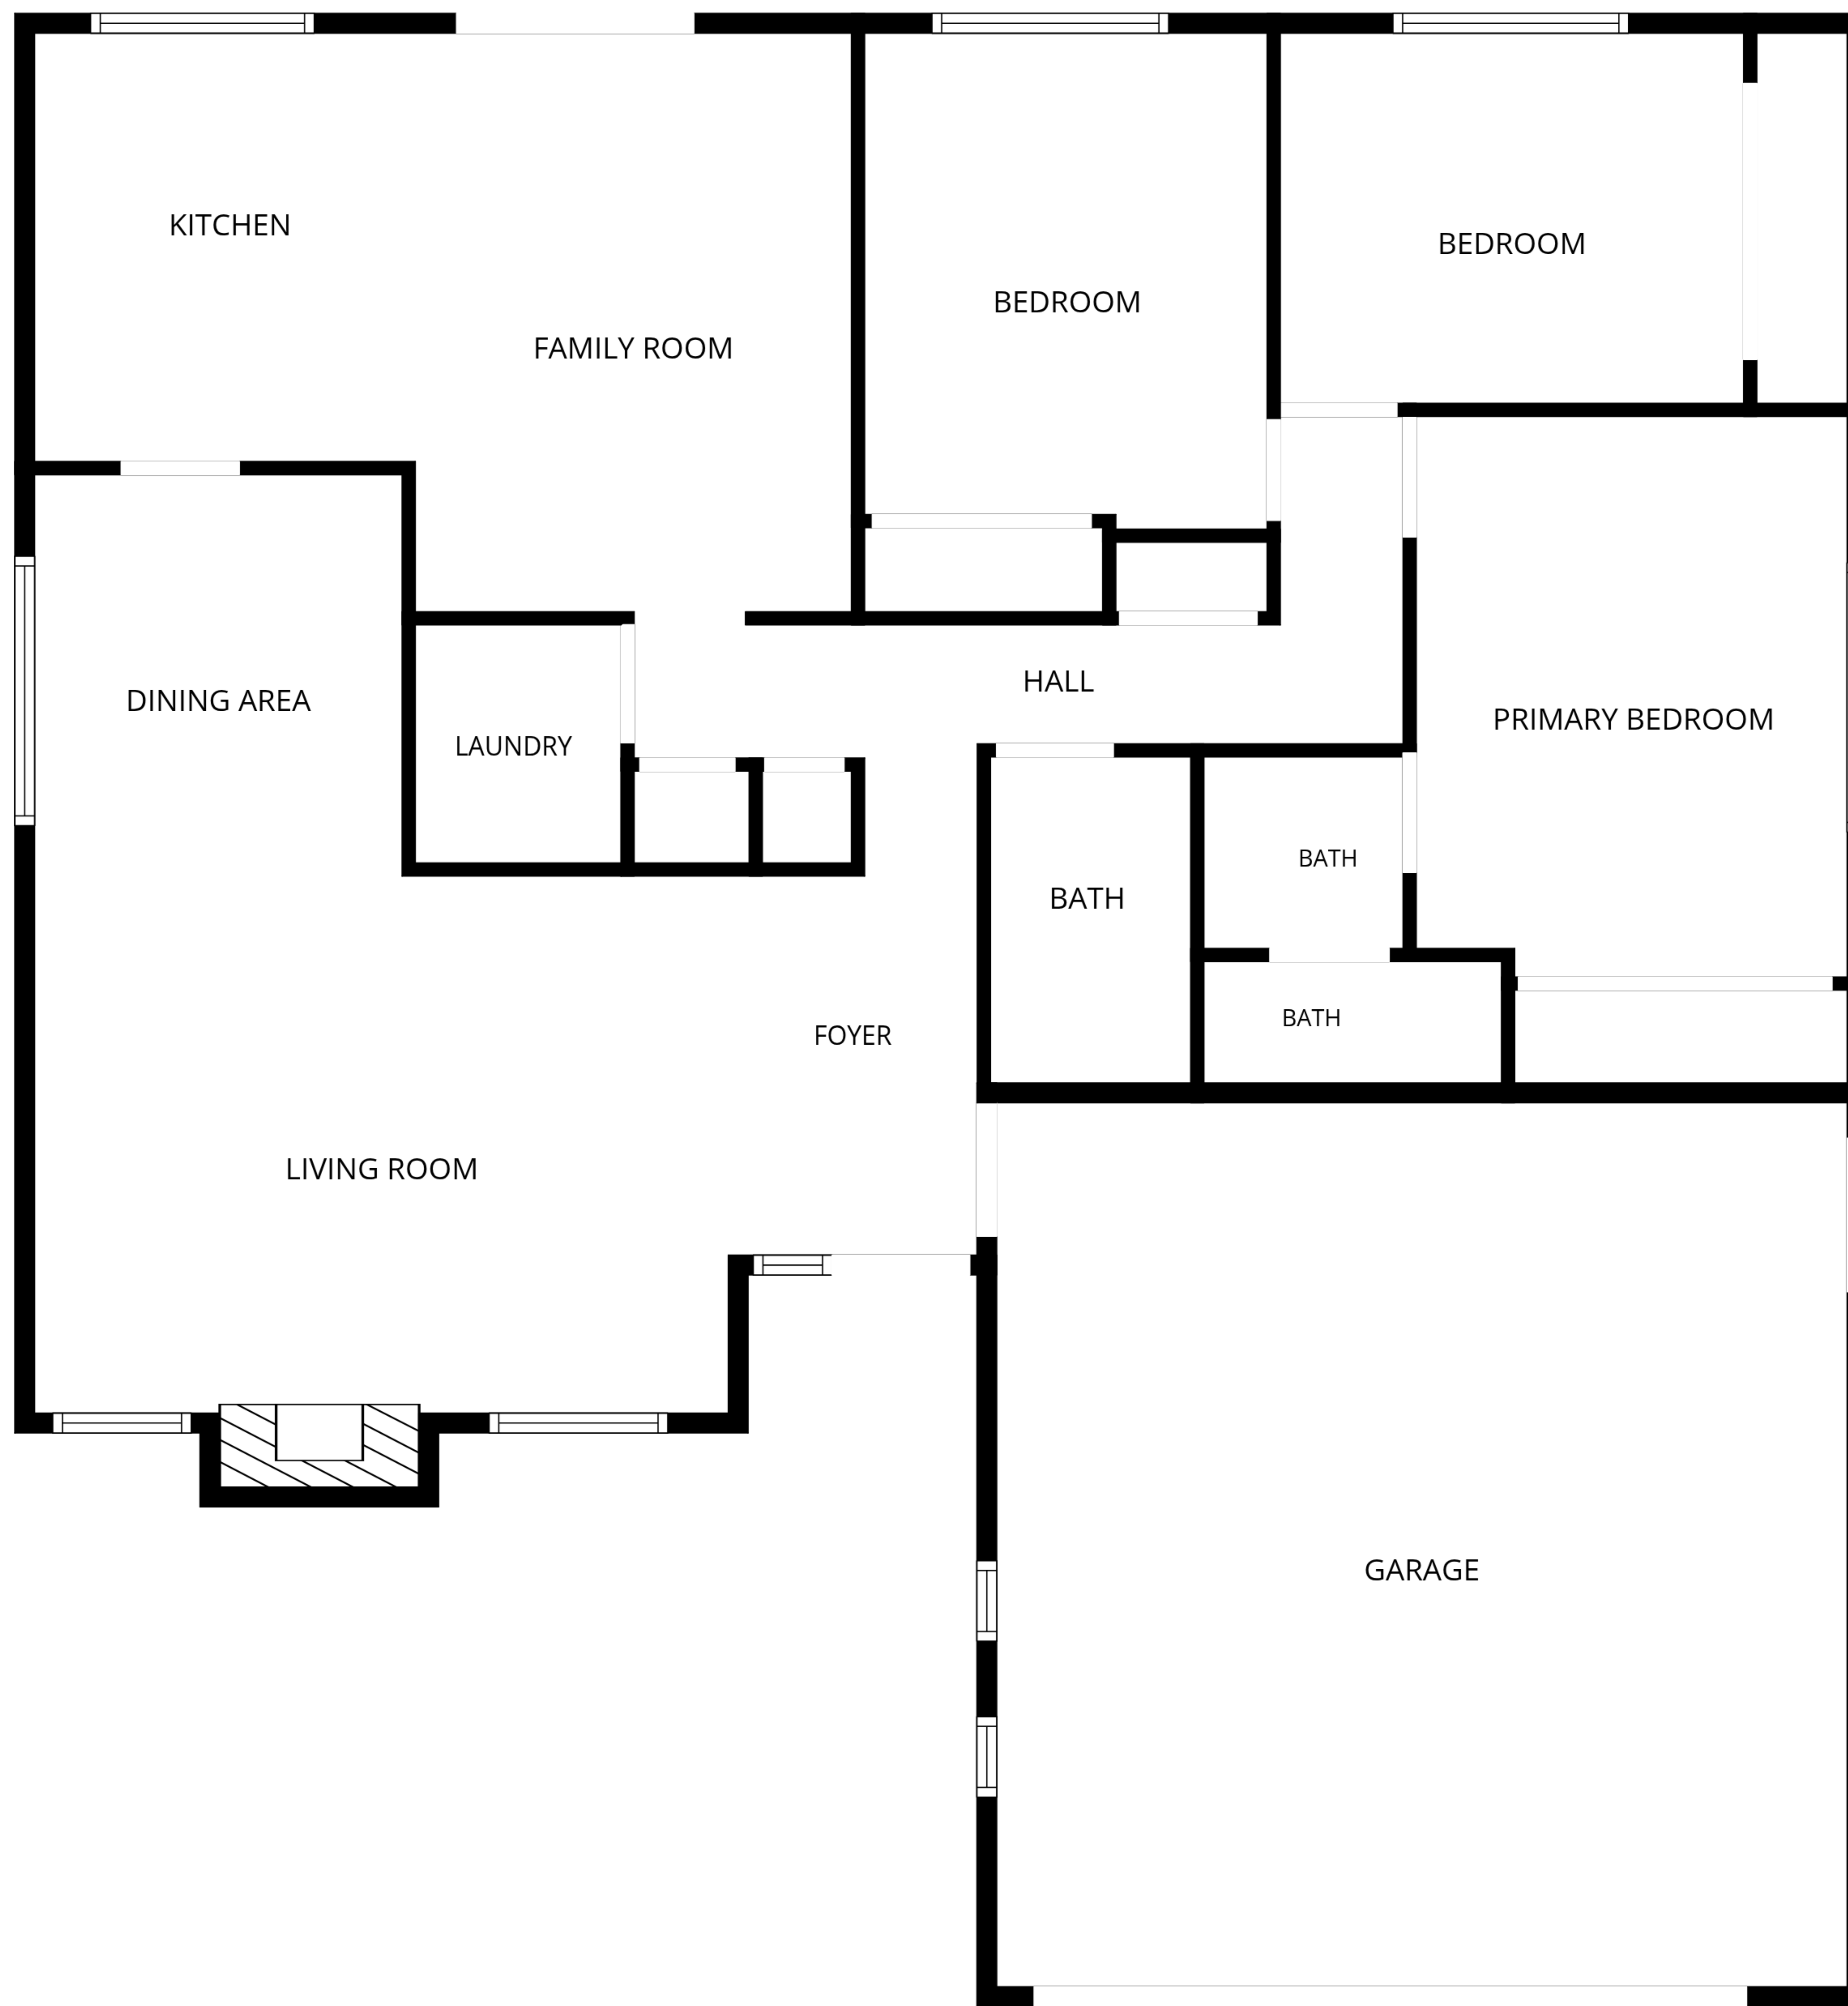 KITCHEN
BEDROOM
BEDROOM
FAMILY ROOM
DINING AREA
LAUNDRY
HALL
PRIMARY BEDROOM
BATH
BATH
BATH
FOYER
LIVING ROOM
GARAGE